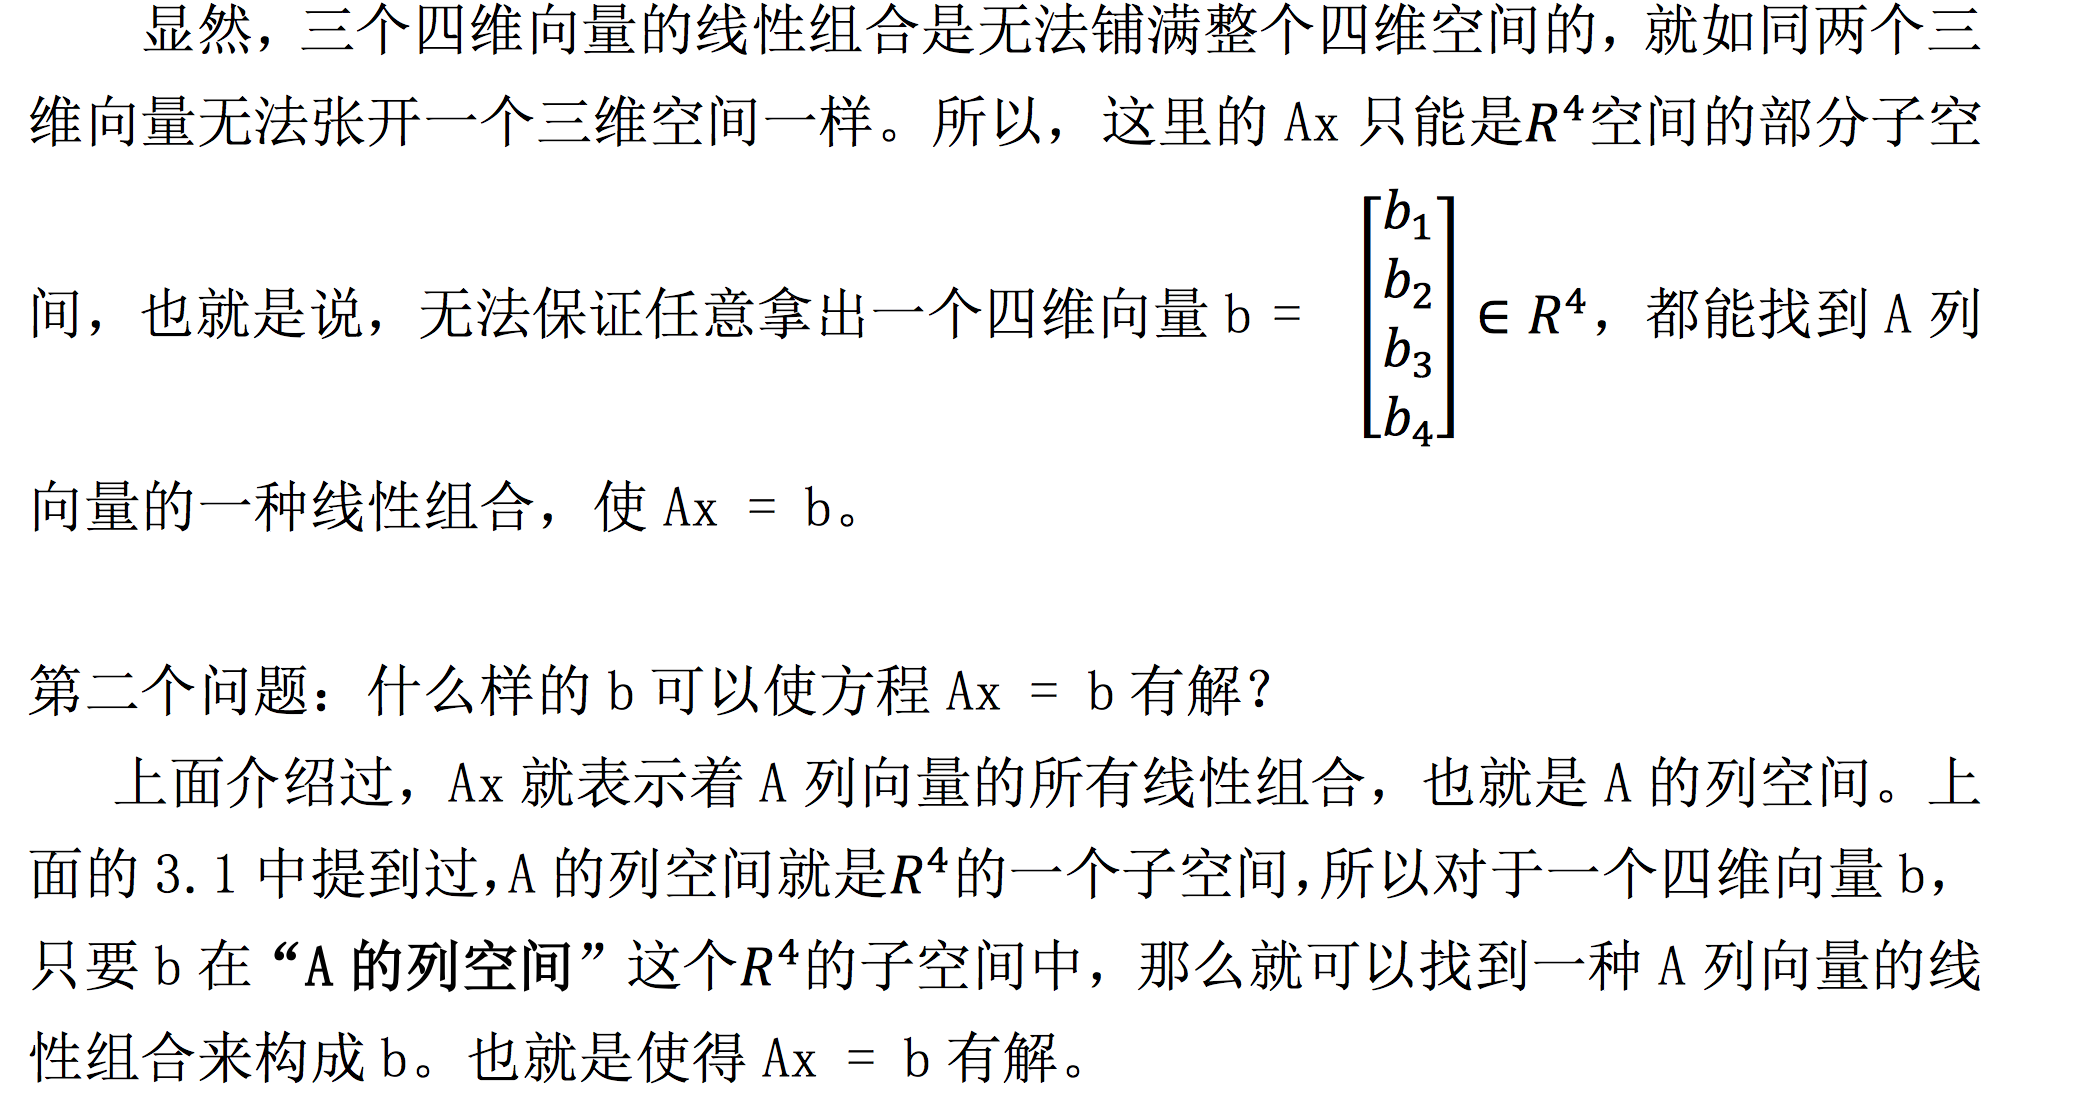 显然，三个四维向量的线性组合是无法铺满整个四维空间的，就如同两个三
维向量无法张开一个三维空间一样。所以，这里的 Ax 只能是R⁴空间的部分子空
间，也就是说，无法保证任意拿出一个四维向量 b = [b₁ b₂ b₃ b₄] ∈ R⁴，都能找到 A 列
向量的一种线性组合，使 Ax = b。
第二个问题：什么样的 b 可以使方程 Ax = b 有解？
上面介绍过，Ax 就表示着 A 列向量的所有线性组合，也就是 A 的列空间。上
面的 3.1 中提到过，A 的列空间就是R⁴的一个子空间，所以对于一个四维向量 b，
只要 b 在“A 的列空间”这个R⁴的子空间中，那么就可以找到一种 A 列向量的线
性组合来构成 b。也就是使得 Ax = b 有解。